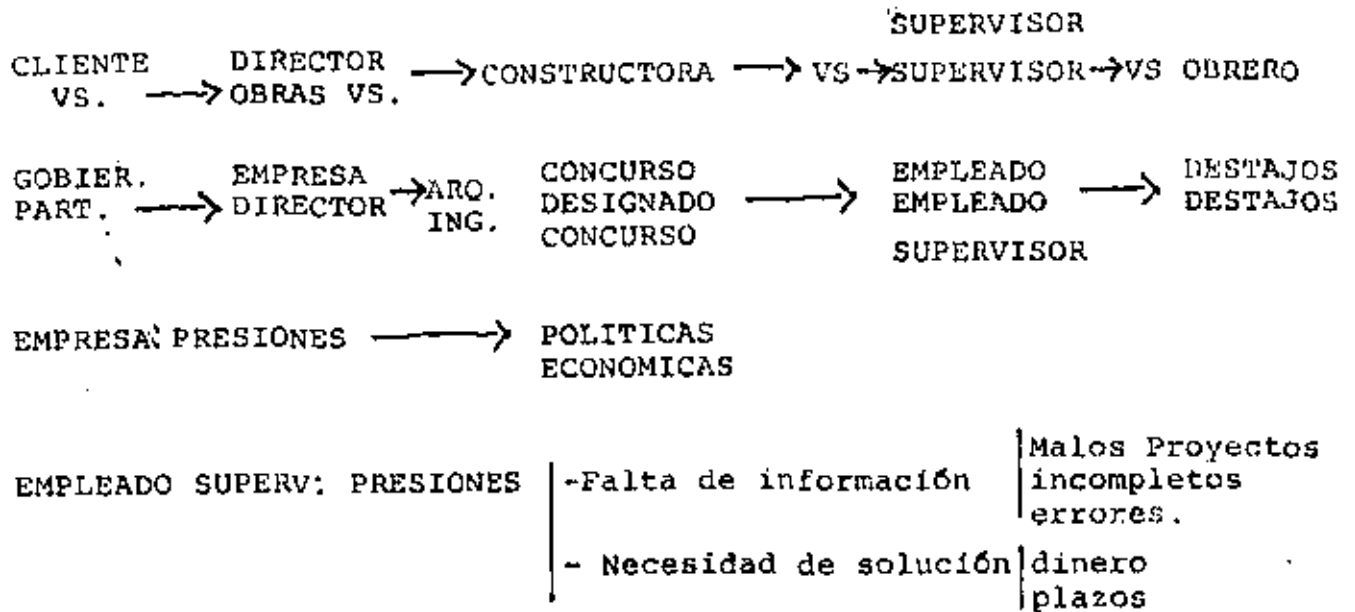 SUPERVISOR
CLIENTE DIRECTOR
VS. → OBRAS VS. → CONSTRUCTORA → VS → SUPERVISOR → VS OBRERO
GOBIER. EMPRESA CONCURSO EMPLEADO DESTAJOS
PART. → DIRECTOR → ARQ. DESIGNADO → EMPLEADO → DESTAJOS
ING. CONCURSO
SUPERVISOR
EMPRESA: PRESIONES → POLITICAS
ECONOMICAS
EMPLEADO SUPERV: PRESIONES -Falta de información Malos Proyectos
incompletos
errores.
- Necesidad de solución dinero
plazos